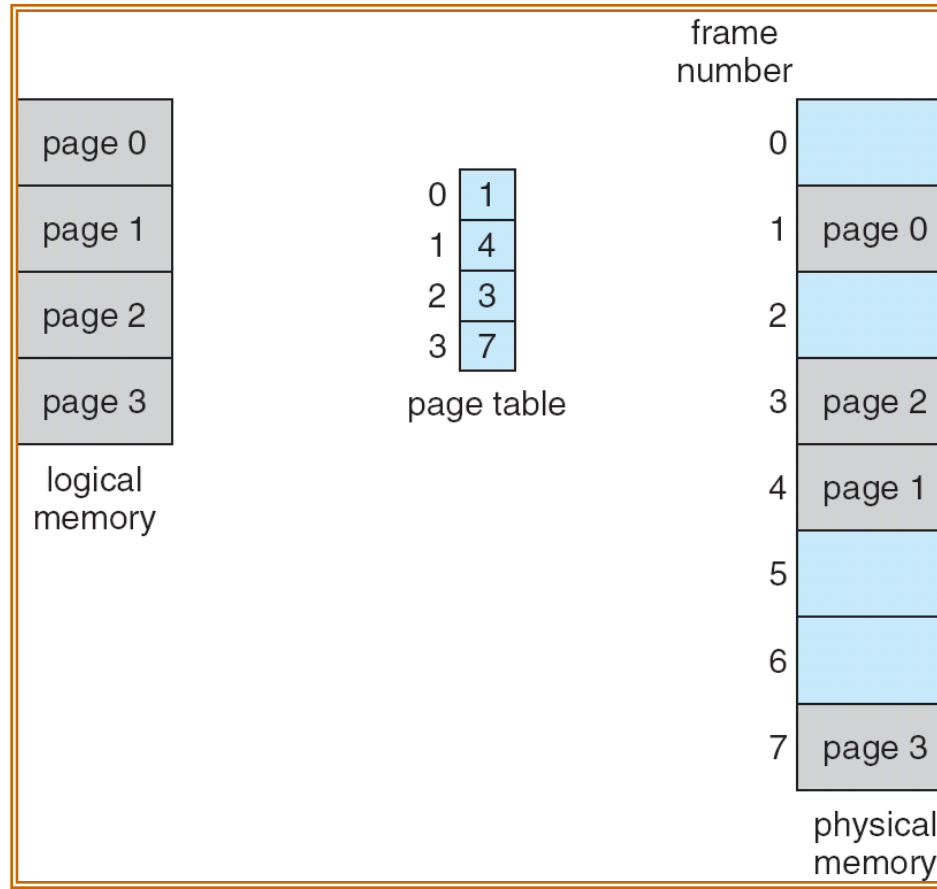 frame
number
page 0
page 1
page 2
page 3
logical
memory
0 1
1 4
2 3
3 7
page table
0
1 page 0
2
3 page 2
4 page 1
5
6
7 page 3
physical
memory